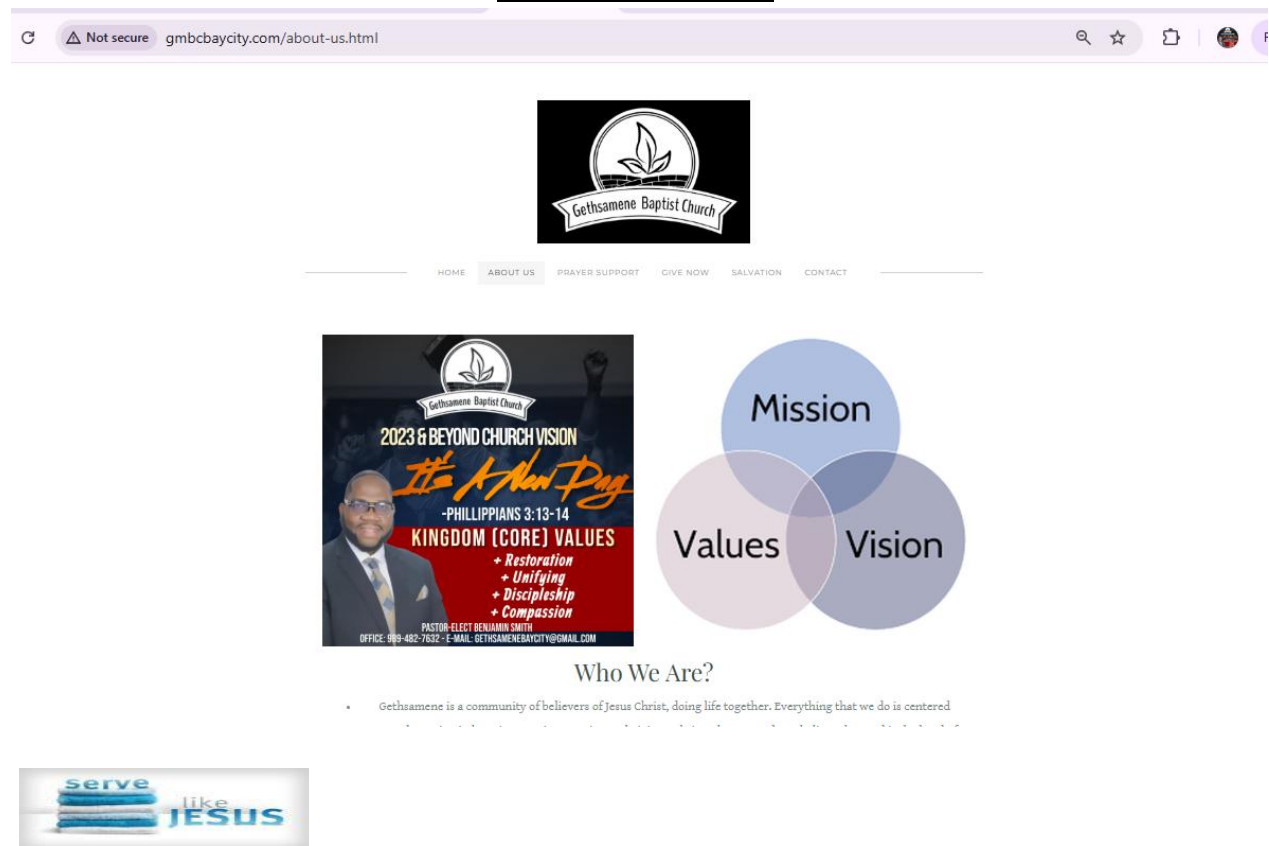 Not secure gmbcbaycity.com/about-us.html
Gethsamene Baptist Church
HOME ABOUT US PRAYER SUPPORT GIVE NOW SALVATION CONTACT
Gethsamene Baptist Church
2023 & BEYOND CHURCH VISION
It's A New Day
-PHILLIPPIANS 3:13-14
KINGDOM (CORE) VALUES
+ Restoration
+ Unifying
+ Discipleship
+ Compassion
PASTOR-ELECT BENJAMIN SMITH
OFFICE: 989-482-7632 - E-MAIL: GETHSAMENEBAYCITY@GMAIL.COM
Mission
Values Vision
Who We Are?
Gethsamene is a community of believers of Jesus Christ, doing life together. Everything that we do is centered
serve
like
JESUS